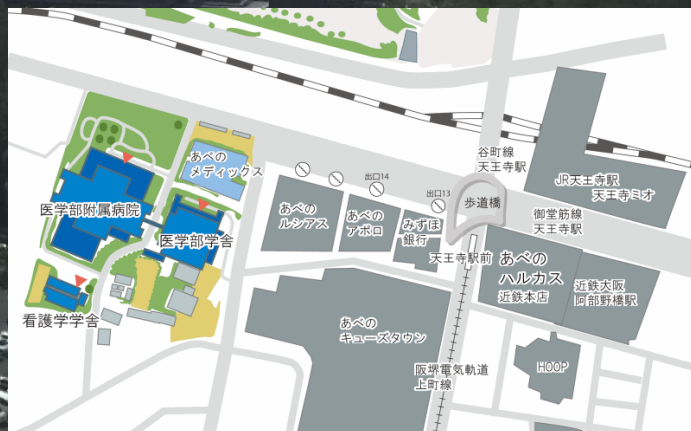 谷町線
天王寺駅
JR天王寺駅
天王寺ミオ
あべの
メディックス
出口14
出口13
歩道橋
御堂筋線
天王寺駅
医学部附属病院
医学部学舎
あべの
ルシアス
あべの
アポロ
みずほ
銀行
天王寺駅前
あべの
ハルカス
近鉄本店
近鉄大阪
阿部野橋駅
看護学学舎
あべの
キューズタウン
阪堺電気軌道
上町線
HOOP